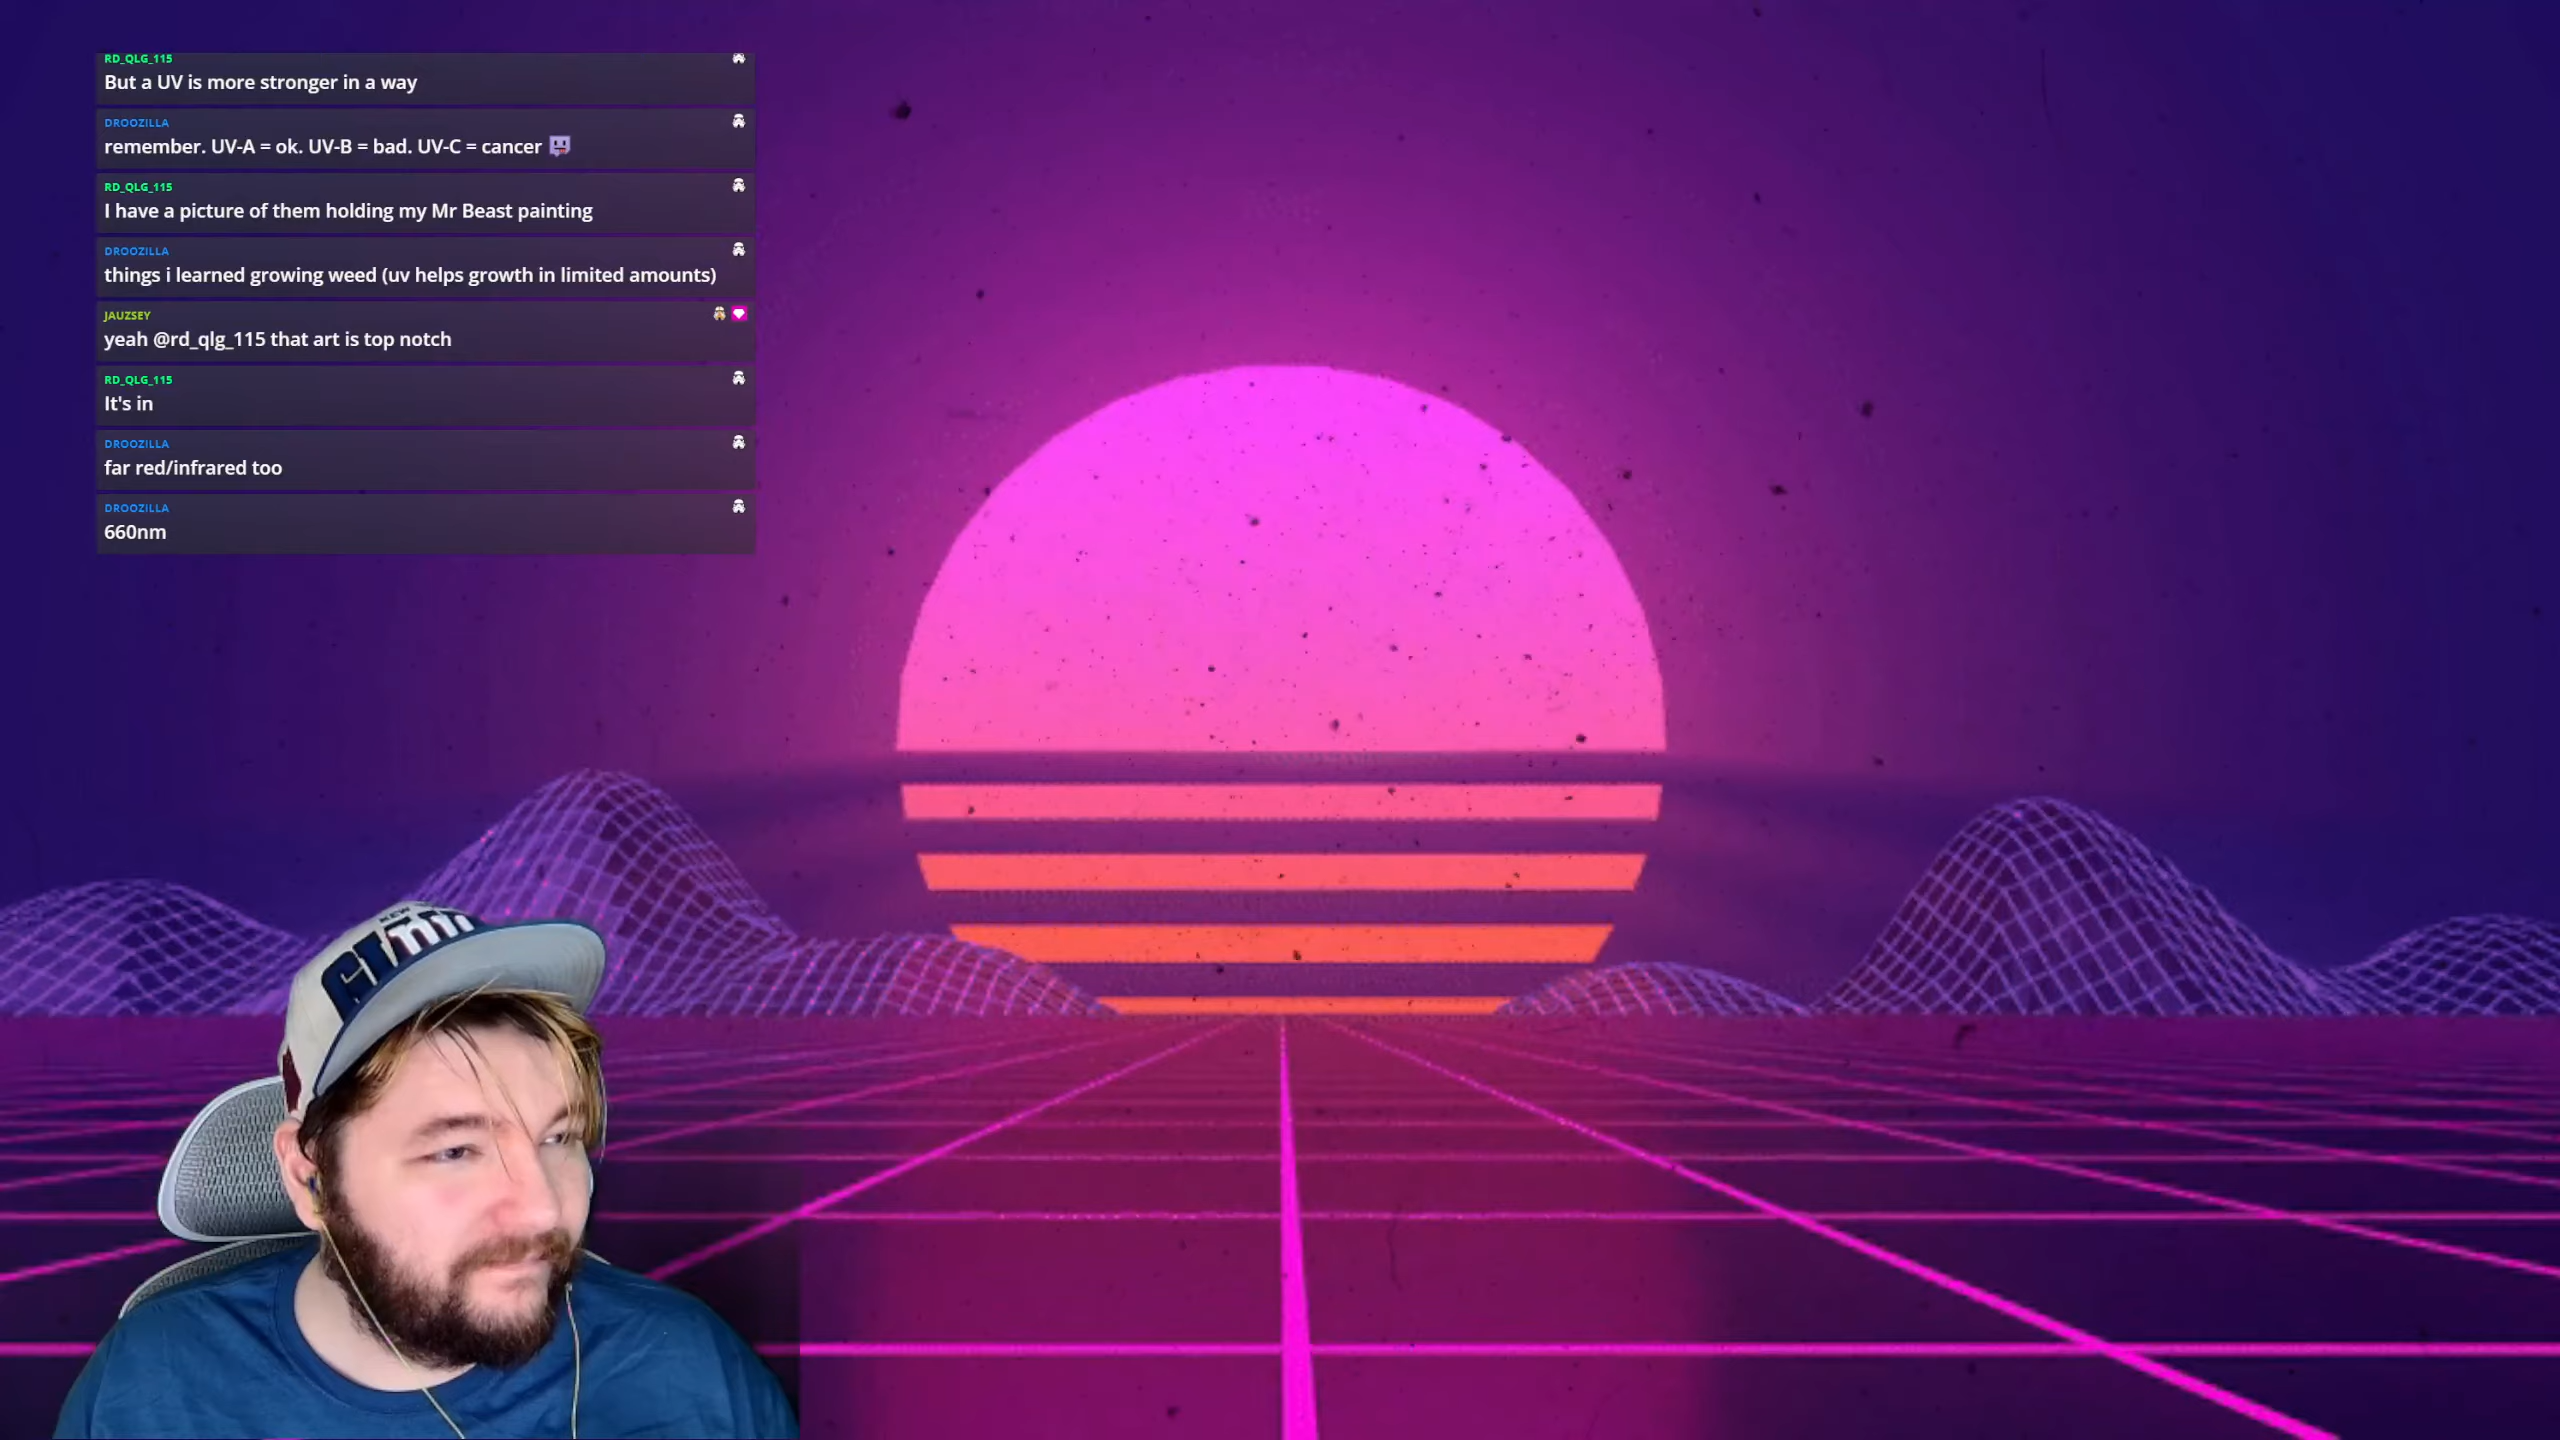 RD_QLG_115
But a UV is more stronger in a way
DROOZILLA
remember. UV-A = ok. UV-B = bad. UV-C = cancer
RD_QLG_115
I have a picture of them holding my Mr Beast painting
DROOZILLA
things i learned growing weed (uv helps growth in limited amounts)
JAUZSEY
yeah @rd_qlg_115 that art is top notch
RD_QLG_115
It's in
DROOZILLA
far red/infrared too
DROOZILLA
660nm